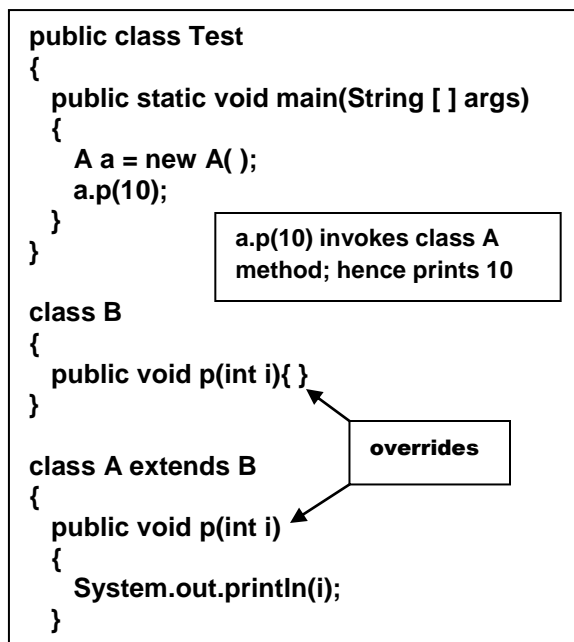 public class Test
{
public static void main(String [ ] args)
{
A a = new A( );
a.p(10);
}
}
a.p(10) invokes class A
method; hence prints 10
class B
{
public void p(int i){ }
}
overrides
class A extends B
{
public void p(int i)
{
System.out.println(i);
}